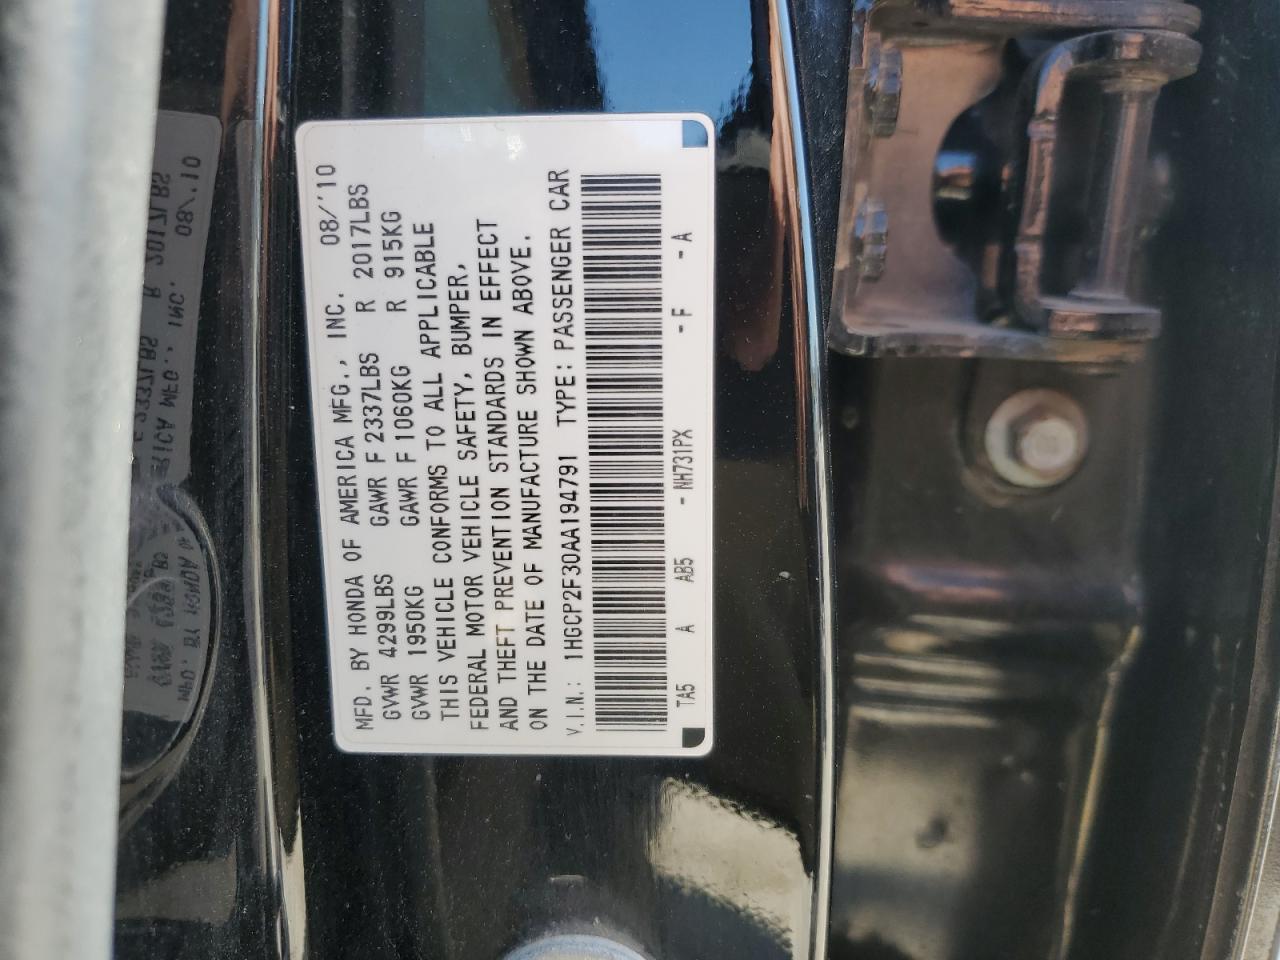 MFD. BY HONDA OF AMERICA MFG., INC. 08/'10
GVWR 4299LBS GAWR F 2337LBS R 2017LBS
GVWR 1950KG GAWR F 1060KG R 915KG
THIS VEHICLE CONFORMS TO ALL APPLICABLE
FEDERAL MOTOR VEHICLE SAFETY, BUMPER,
AND THEFT PREVENTION STANDARDS IN EFFECT
ON THE DATE OF MANUFACTURE SHOWN ABOVE.
V.I.N.: 1HGCP2F30AA194791 TYPE: PASSENGER CAR
TA5 A AB5 - NH731PX - F - A